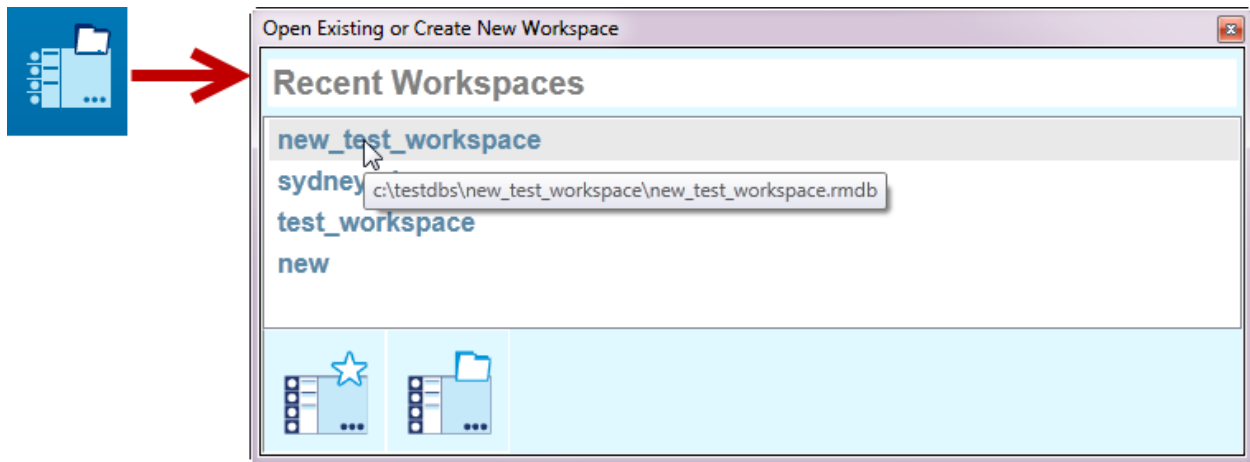 Open Existing or Create New Workspace
Recent Workspaces
new_test_workspace
sydney
c:\testdbs\new_test_workspace\new_test_workspace.rmdb
test_workspace
new